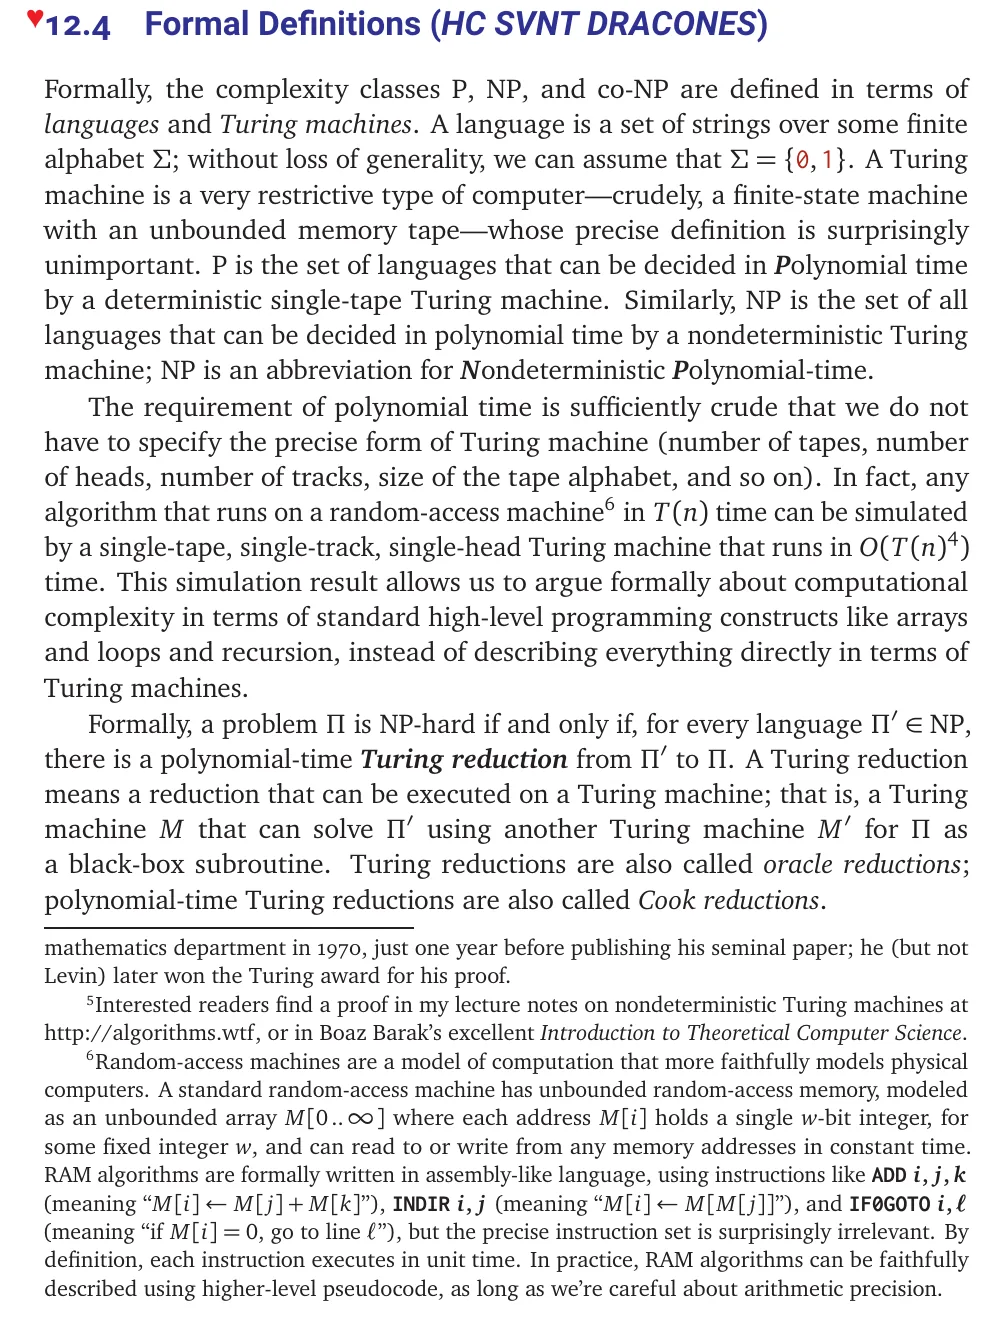 ♥12.4 Formal Definitions (HC SVNT DRACONES)
Formally, the complexity classes P, NP, and co-NP are defined in terms of
languages and Turing machines. A language is a set of strings over some finite
alphabet Σ; without loss of generality, we can assume that Σ = {0, 1}. A Turing
machine is a very restrictive type of computer—crudely, a finite-state machine
with an unbounded memory tape—whose precise definition is surprisingly
unimportant. P is the set of languages that can be decided in Polynomial time
by a deterministic single-tape Turing machine. Similarly, NP is the set of all
languages that can be decided in polynomial time by a nondeterministic Turing
machine; NP is an abbreviation for Nondeterministic Polynomial-time.
The requirement of polynomial time is sufficiently crude that we do not
have to specify the precise form of Turing machine (number of tapes, number
of heads, number of tracks, size of the tape alphabet, and so on). In fact, any
algorithm that runs on a random-access machine⁶ in T(n) time can be simulated
by a single-tape, single-track, single-head Turing machine that runs in O(T(n)⁴)
time. This simulation result allows us to argue formally about computational
complexity in terms of standard high-level programming constructs like arrays
and loops and recursion, instead of describing everything directly in terms of
Turing machines.
Formally, a problem Π is NP-hard if and only if, for every language Π′ ∈ NP,
there is a polynomial-time Turing reduction from Π′ to Π. A Turing reduction
means a reduction that can be executed on a Turing machine; that is, a Turing
machine M that can solve Π′ using another Turing machine M′ for Π as
a black-box subroutine. Turing reductions are also called oracle reductions;
polynomial-time Turing reductions are also called Cook reductions.
mathematics department in 1970, just one year before publishing his seminal paper; he (but not
Levin) later won the Turing award for his proof.
⁵Interested readers find a proof in my lecture notes on nondeterministic Turing machines at
http://algorithms.wtf, or in Boaz Barak's excellent Introduction to Theoretical Computer Science.
⁶Random-access machines are a model of computation that more faithfully models physical
computers. A standard random-access machine has unbounded random-access memory, modeled
as an unbounded array M[0 .. ∞] where each address M[i] holds a single w-bit integer, for
some fixed integer w, and can read to or write from any memory addresses in constant time.
RAM algorithms are formally written in assembly-like language, using instructions like ADD i, j, k
(meaning “M[i] ← M[j] + M[k]”), INDIR i, j (meaning “M[i] ← M[M[j]]”), and IF0GOTO i, ℓ
(meaning “if M[i] = 0, go to line ℓ”), but the precise instruction set is surprisingly irrelevant. By
definition, each instruction executes in unit time. In practice, RAM algorithms can be faithfully
described using higher-level pseudocode, as long as we're careful about arithmetic precision.